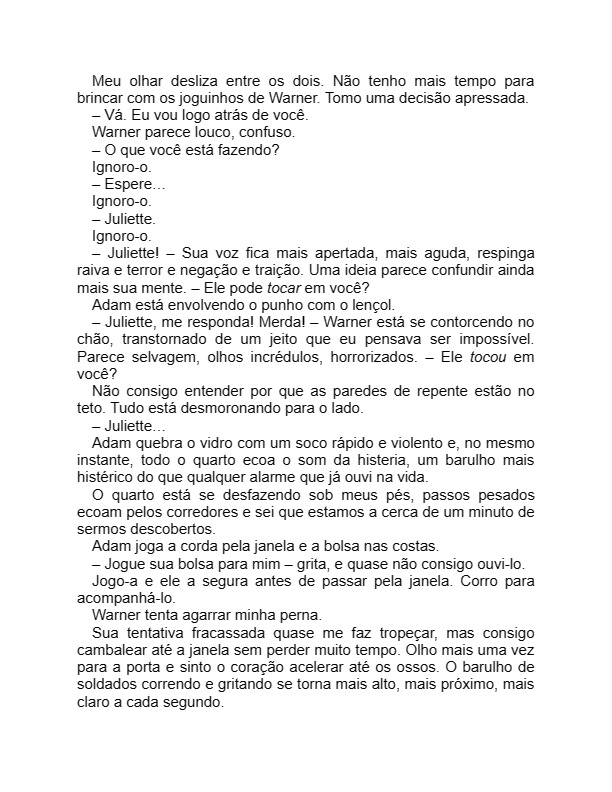 Meu olhar desliza entre os dois. Não tenho mais tempo para
brincar com os joguinhos de Warner. Tomo uma decisão apressada.
– Vá. Eu vou logo atrás de você.
Warner parece louco, confuso.
– O que você está fazendo?
Ignoro-o.
– Espere…
Ignoro-o.
– Juliette.
Ignoro-o.
– Juliette! – Sua voz fica mais apertada, mais aguda, respinga
raiva e terror e negação e traição. Uma ideia parece confundir ainda
mais sua mente. – Ele pode tocar em você?
Adam está envolvendo o punho com o lençol.
– Juliette, me responda! Merda! – Warner está se contorcendo no
chão, transtornado de um jeito que eu pensava ser impossível.
Parece selvagem, olhos incrédulos, horrorizados. – Ele tocou em
você?
Não consigo entender por que as paredes de repente estão no
teto. Tudo está desmoronando para o lado.
– Juliette…
Adam quebra o vidro com um soco rápido e violento e, no mesmo
instante, todo o quarto ecoa o som da histeria, um barulho mais
histérico do que qualquer alarme que já ouvi na vida.
O quarto está se desfazendo sob meus pés, passos pesados
ecoam pelos corredores e sei que estamos a cerca de um minuto de
sermos descobertos.
Adam joga a corda pela janela e a bolsa nas costas.
– Jogue sua bolsa para mim – grita, e quase não consigo ouvi-lo.
Jogo-a e ele a segura antes de passar pela janela. Corro para
acompanhá-lo.
Warner tenta agarrar minha perna.
Sua tentativa fracassada quase me faz tropeçar, mas consigo
cambalear até a janela sem perder muito tempo. Olho mais uma vez
para a porta e sinto o coração acelerar até os ossos. O barulho de
soldados correndo e gritando se torna mais alto, mais próximo, mais
claro a cada segundo.